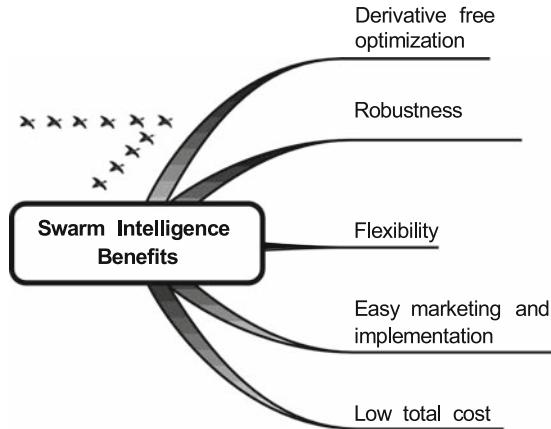 Derivative free
optimization
Robustness
Swarm Intelligence
Benefits
Flexibility
Easy marketing and
implementation
Low total cost